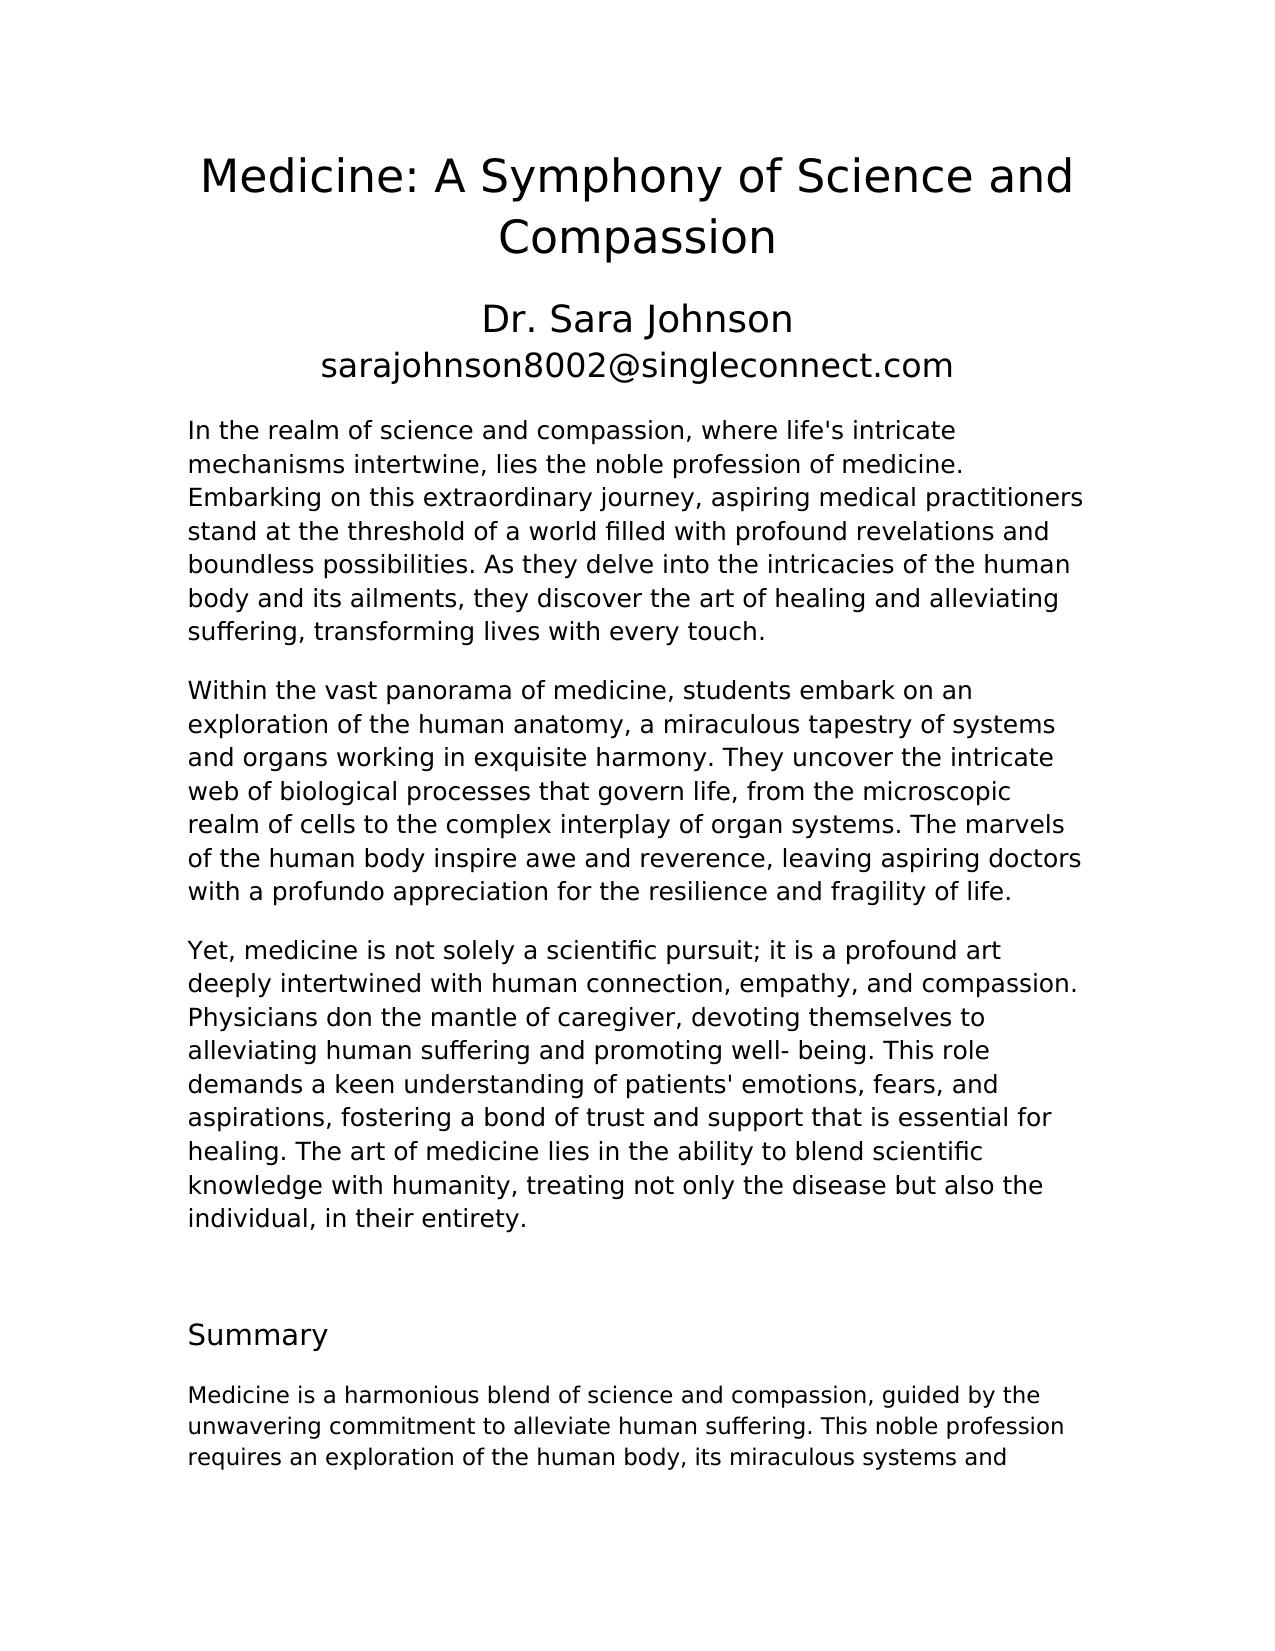 Medicine: A Symphony of Science and
Compassion
Dr. Sara Johnson
sarajohnson8002@singleconnect.com
In the realm of science and compassion, where life's intricate
mechanisms intertwine, lies the noble profession of medicine.
Embarking on this extraordinary journey, aspiring medical practitioners
stand at the threshold of a world filled with profound revelations and
boundless possibilities. As they delve into the intricacies of the human
body and its ailments, they discover the art of healing and alleviating
suffering, transforming lives with every touch.
Within the vast panorama of medicine, students embark on an
exploration of the human anatomy, a miraculous tapestry of systems
and organs working in exquisite harmony. They uncover the intricate
web of biological processes that govern life, from the microscopic
realm of cells to the complex interplay of organ systems. The marvels
of the human body inspire awe and reverence, leaving aspiring doctors
with a profundo appreciation for the resilience and fragility of life.
Yet, medicine is not solely a scientific pursuit; it is a profound art
deeply intertwined with human connection, empathy, and compassion.
Physicians don the mantle of caregiver, devoting themselves to
alleviating human suffering and promoting well- being. This role
demands a keen understanding of patients' emotions, fears, and
aspirations, fostering a bond of trust and support that is essential for
healing. The art of medicine lies in the ability to blend scientific
knowledge with humanity, treating not only the disease but also the
individual, in their entirety.
Summary
Medicine is a harmonious blend of science and compassion, guided by the
unwavering commitment to alleviate human suffering. This noble profession
requires an exploration of the human body, its miraculous systems and